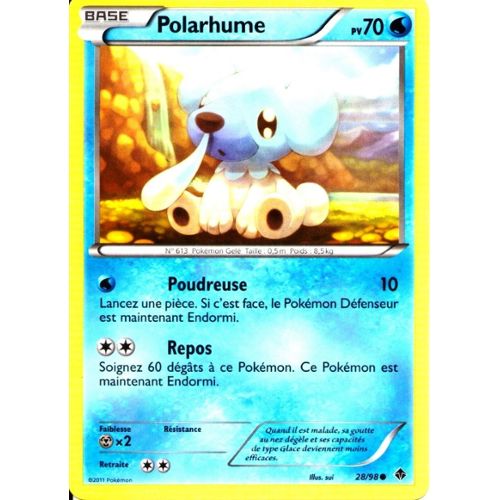 BASE Polarhume PV70
N° 613 Pokémon Gelé Taille : 0,5m Poids : 8,5kg
Poudreuse 10
Lancez une pièce. Si c'est face, le Pokémon Défenseur
est maintenant Endormi.
Repos
Soignez 60 dégâts à ce Pokémon. Ce Pokémon est
maintenant Endormi.
Faiblesse Résistance
×2
Retraite
Quand il est malade, sa goutte
au nez dégèle et ses capacités
de type Glace deviennent moins
efficaces.
©2011 Pokémon
Illus. sui 28/98